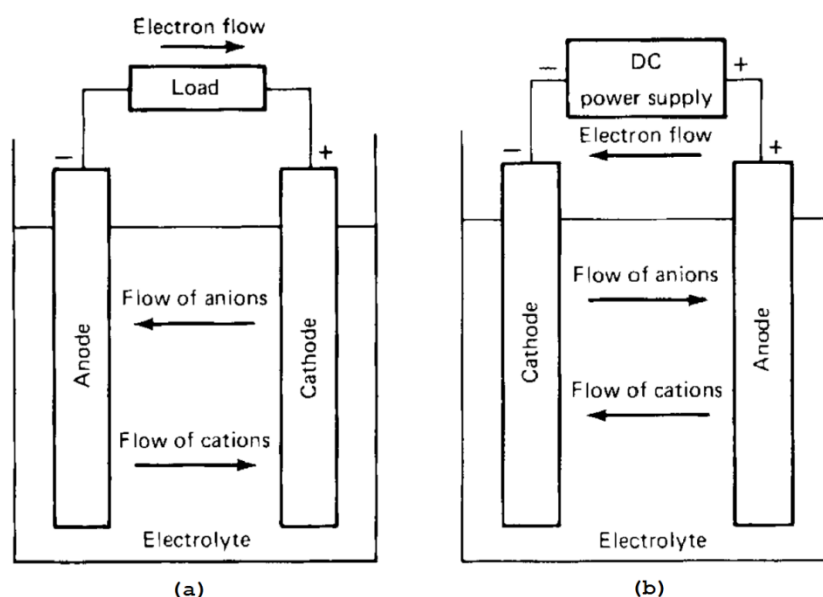 Electron flow
Load
−
+
Anode
Flow of anions
Cathode
Flow of cations
Electrolyte
(a)
− DC +
power supply
Electron flow
−
+
Cathode
Flow of anions
Anode
Flow of cations
Electrolyte
(b)